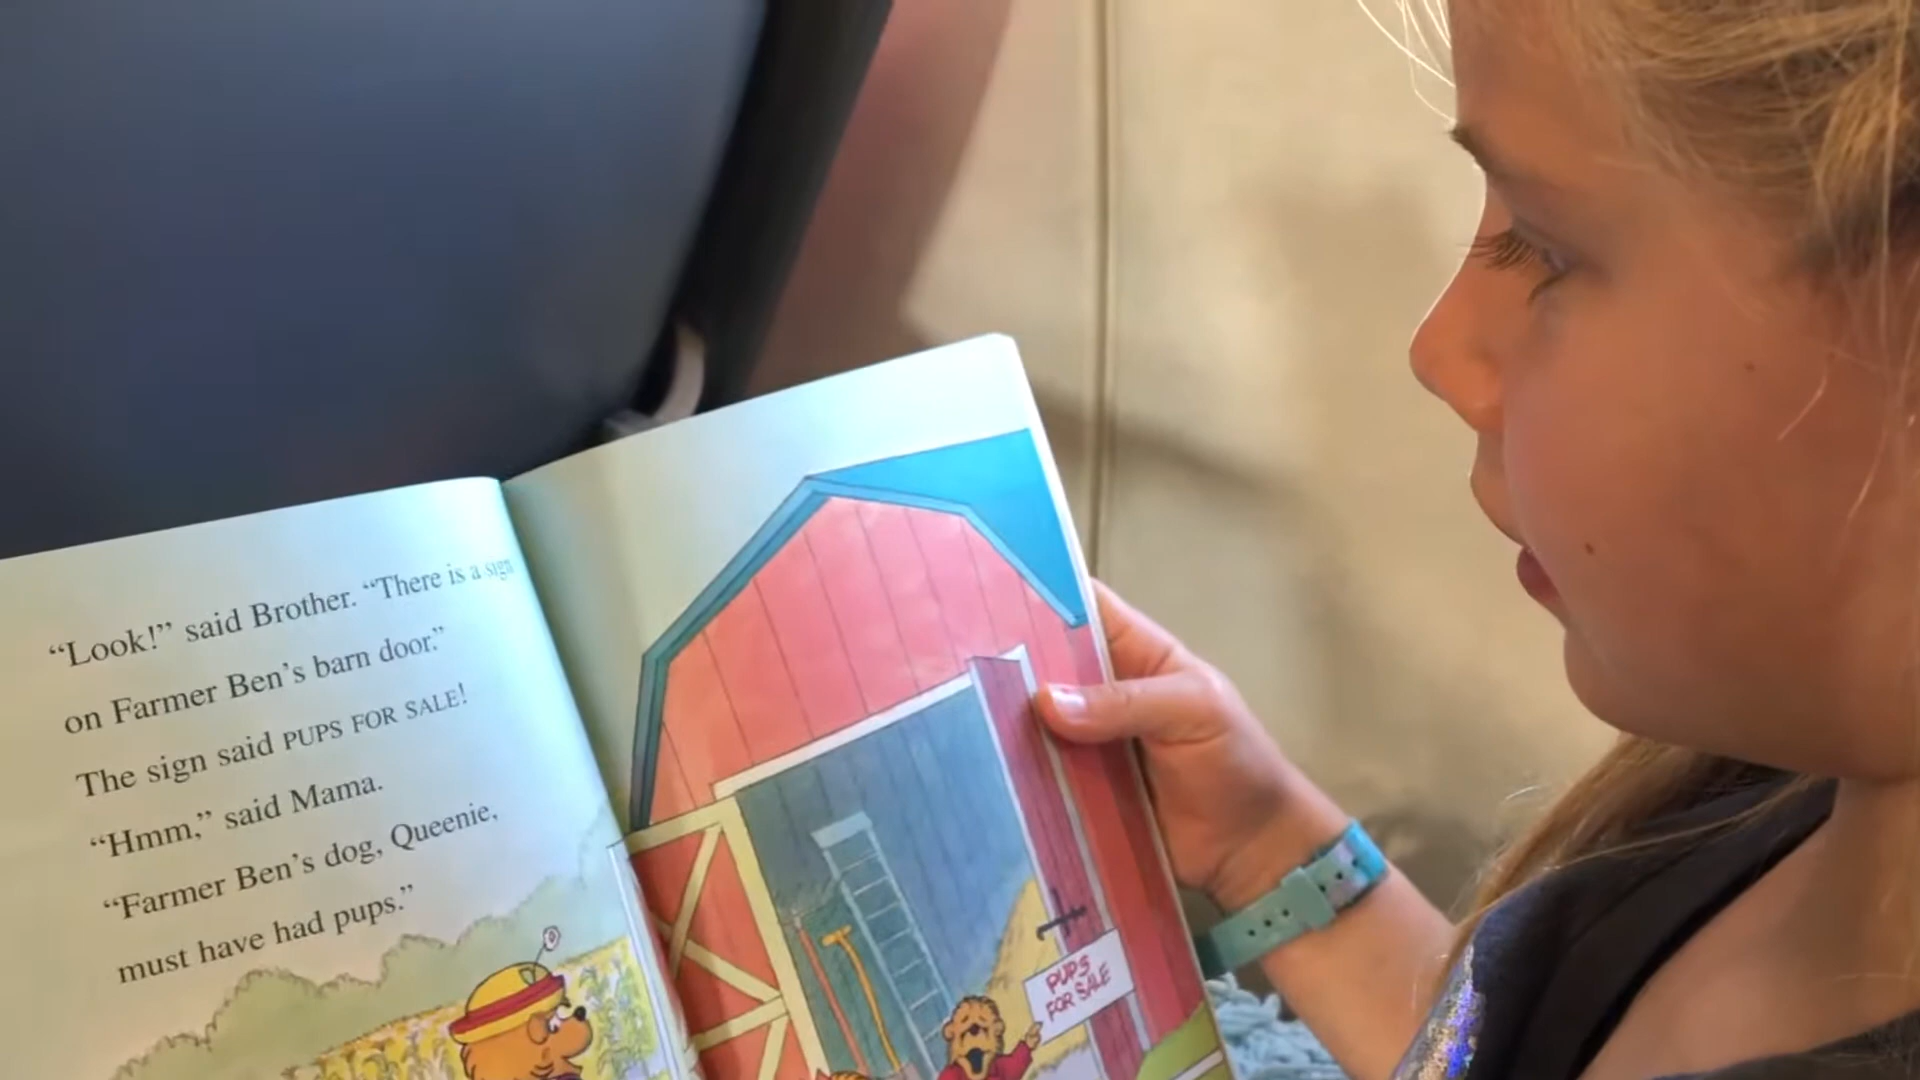 “Look!” said Brother. “There is a sign
on Farmer Ben’s barn door.”
The sign said PUPS FOR SALE!
“Hmm,” said Mama.
“Farmer Ben’s dog, Queenie,
must have had pups.”
PUPS
FOR SALE